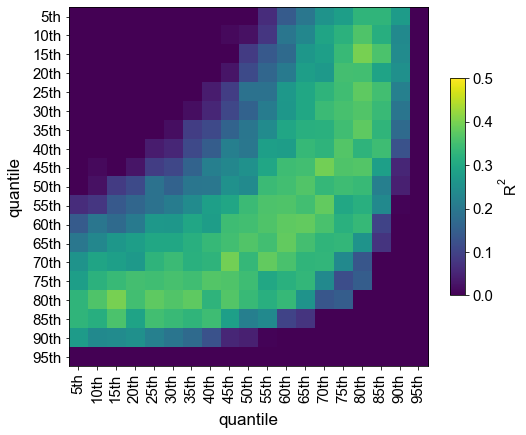 5th
10th
15th
20th
25th
30th
35th
40th
45th
50th
55th
60th
65th
70th
75th
80th
85th
90th
95th
quantile
5th
10th
15th
20th
25th
30th
35th
40th
45th
50th
55th
60th
65th
70th
75th
80th
85th
90th
95th
quantile
0.5
0.4
0.3
0.2
0.1
0.0
R²